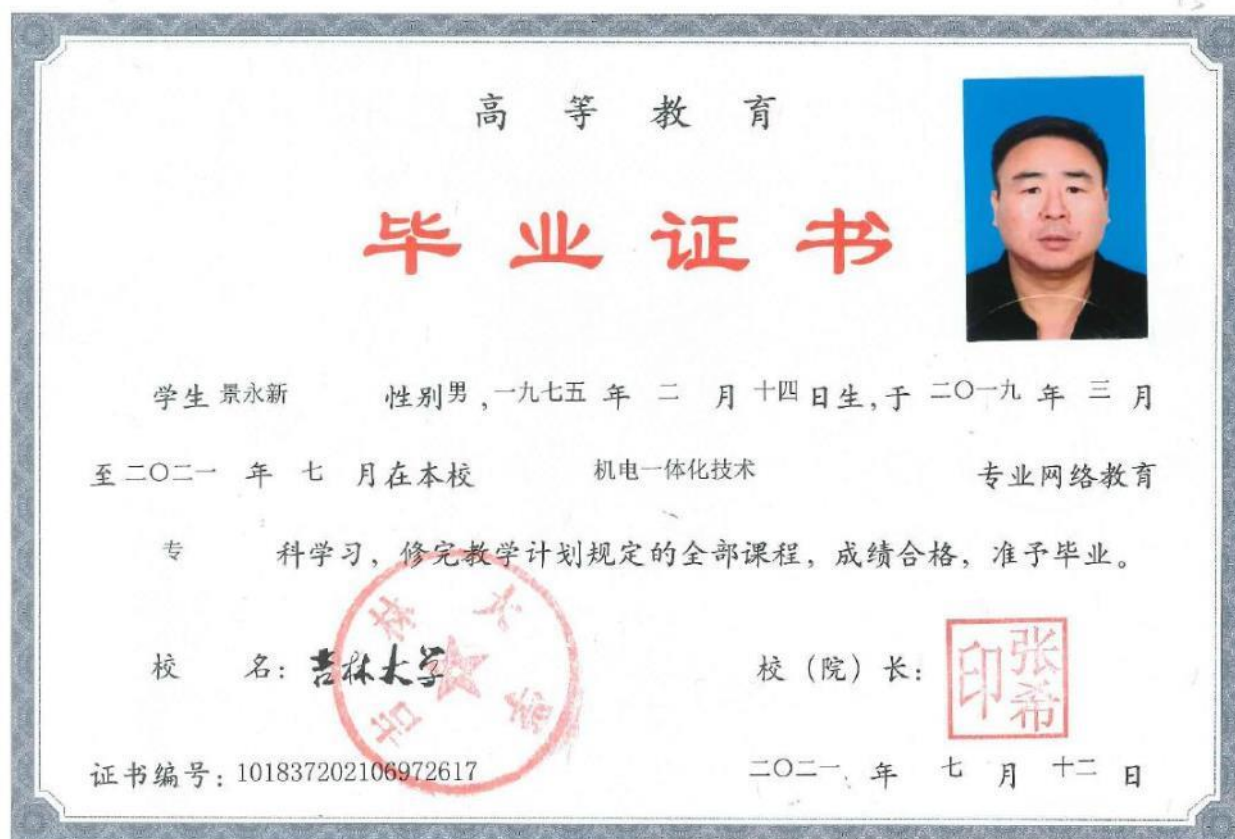 高等教育
毕业证书
学生 景永新 性别 男 ,一九七五 年 二 月 十四 日生,于 二〇一九 年 三 月
至 二〇二一 年 七 月在本校 机电一体化技术 专业网络教育
专 科学习，修完教学计划规定的全部课程，成绩合格，准予毕业。
校 名：吉林大学
吉林大学
校（院）长：
张希印
证书编号：101837202106972617
二〇二一 年 七 月 十二 日